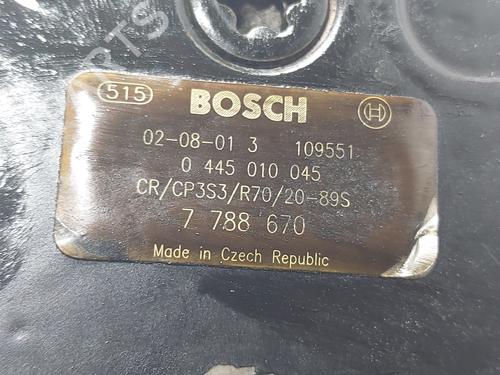 515 BOSCH
02-08-01 3 109551
0 445 010 045
CR/CP3S3/R70/20-89S
7 788 670
Made in Czech Republic